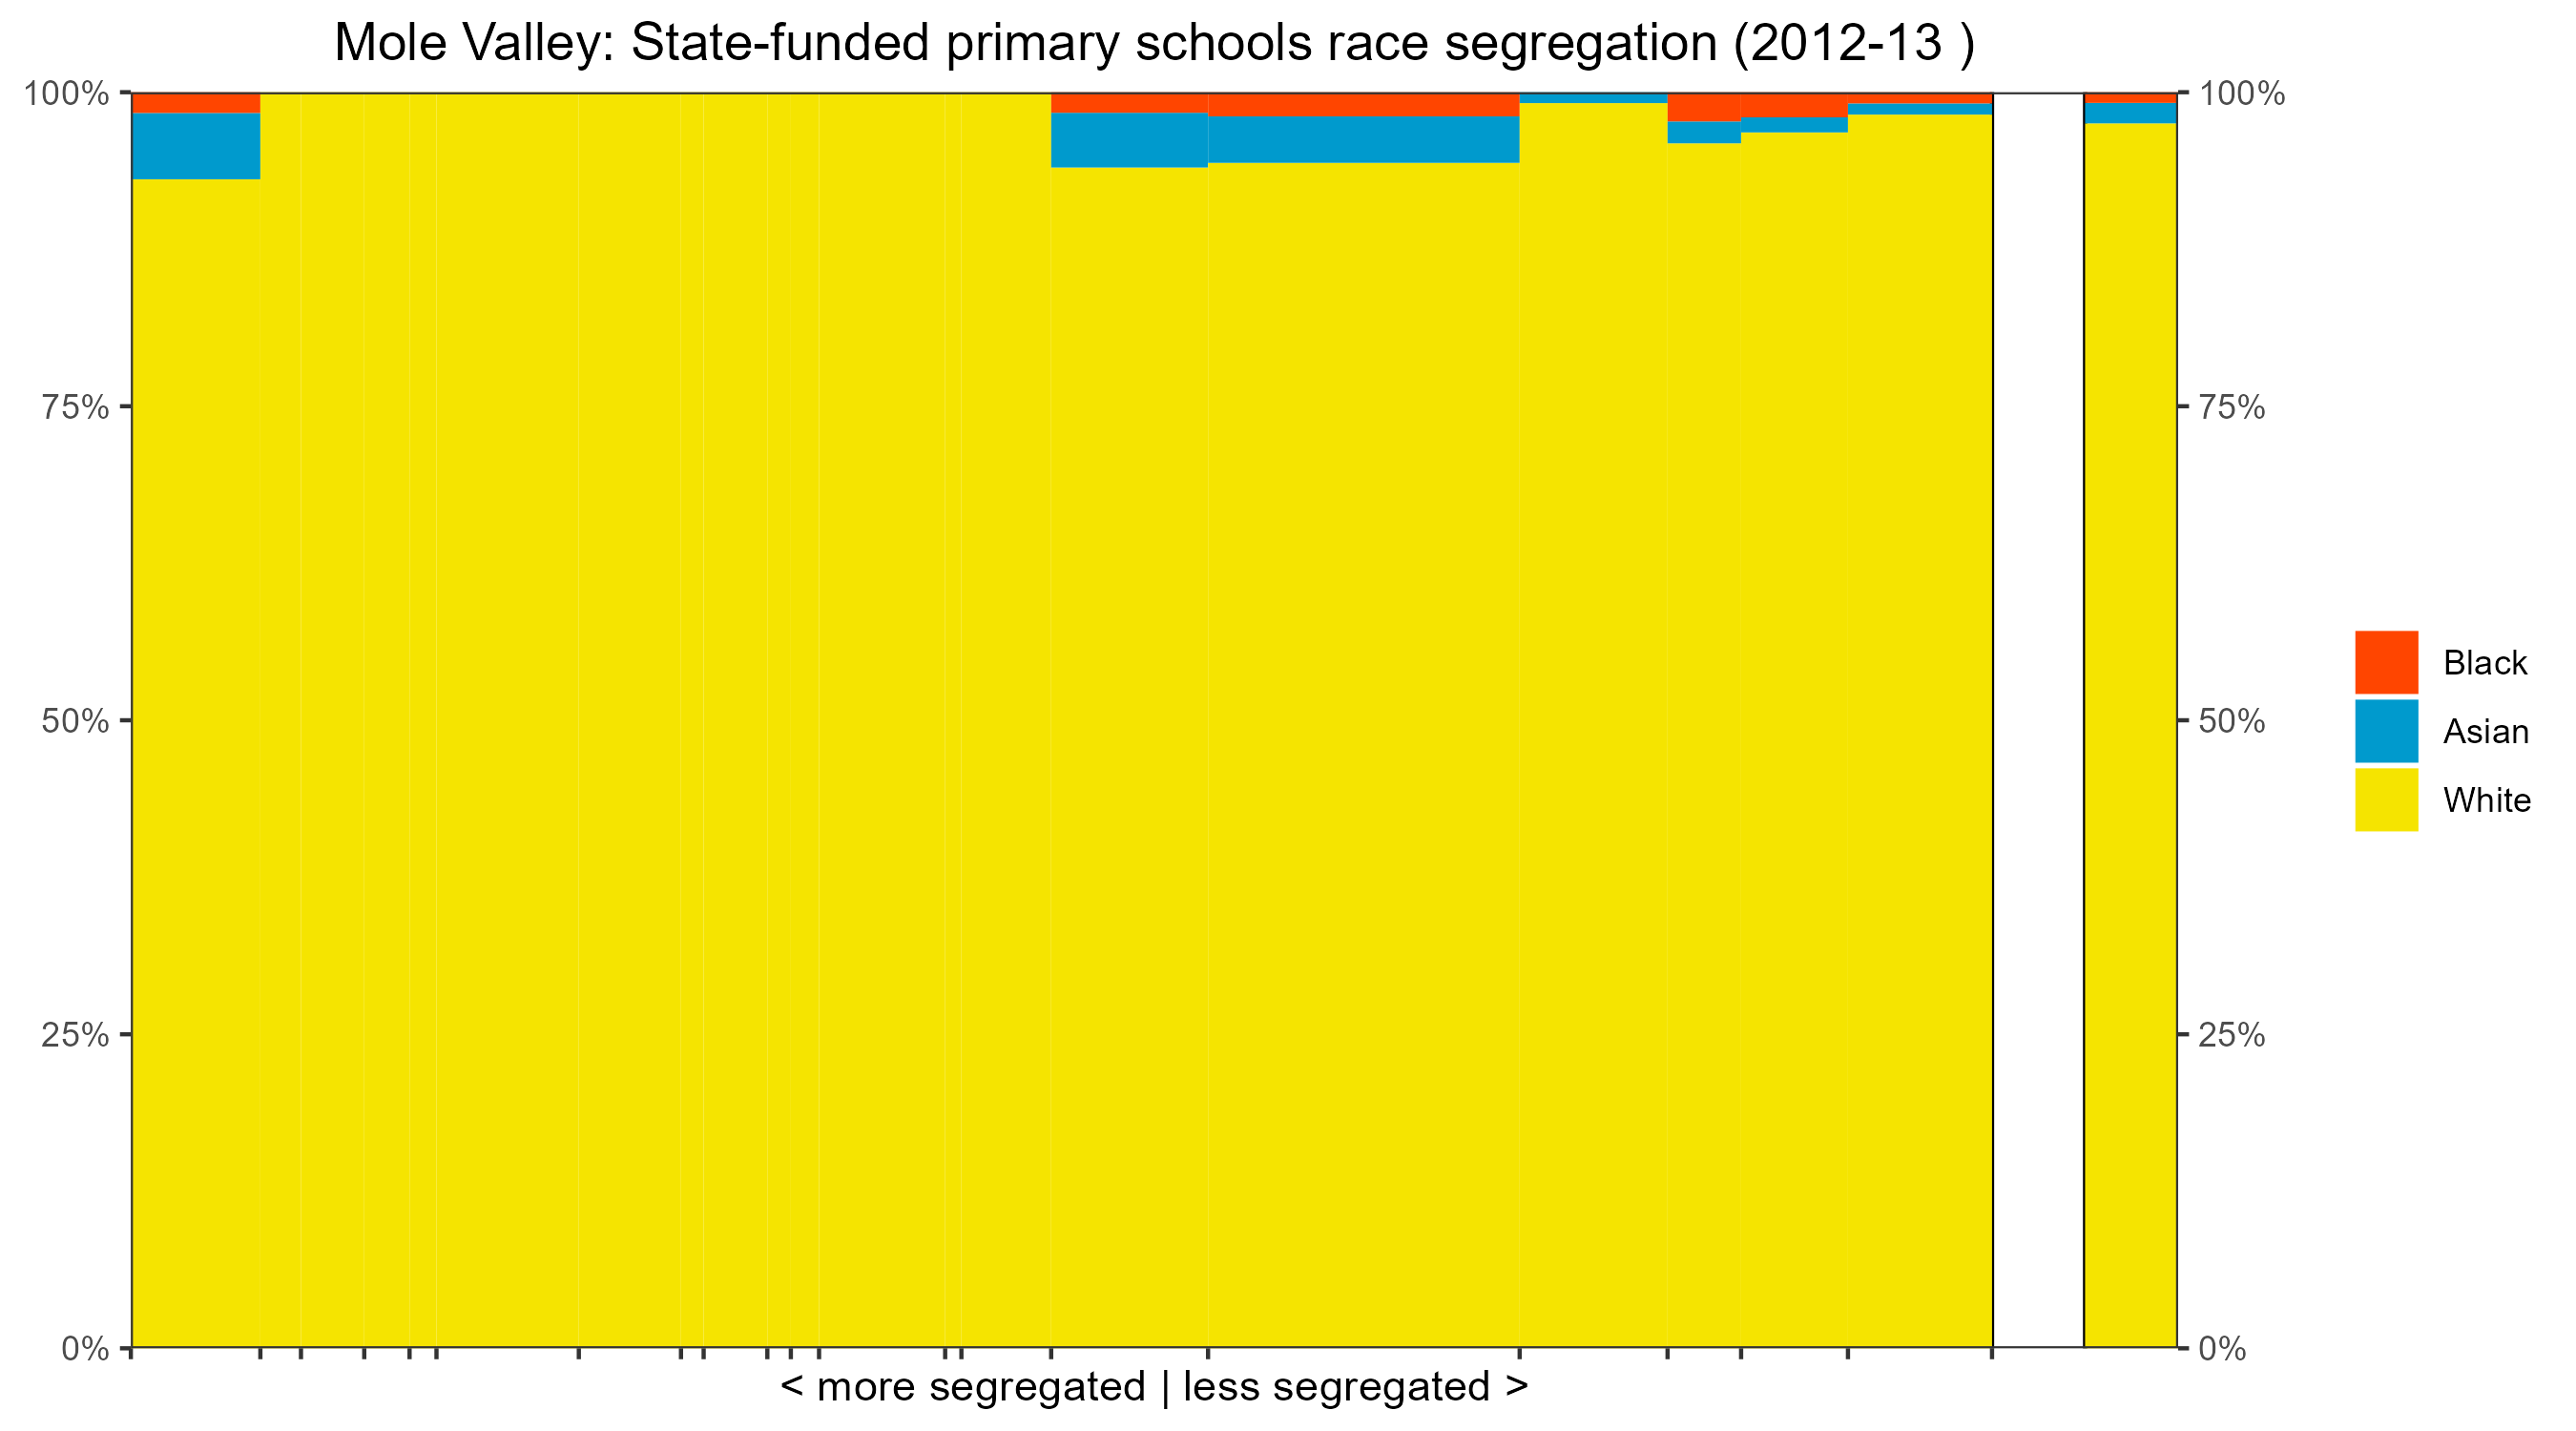 Mole Valley: State-funded primary schools race segregation (2012-13 )
100%
75%
50%
25%
0%
100%
75%
50%
25%
0%
Black
Asian
White
< more segregated | less segregated >